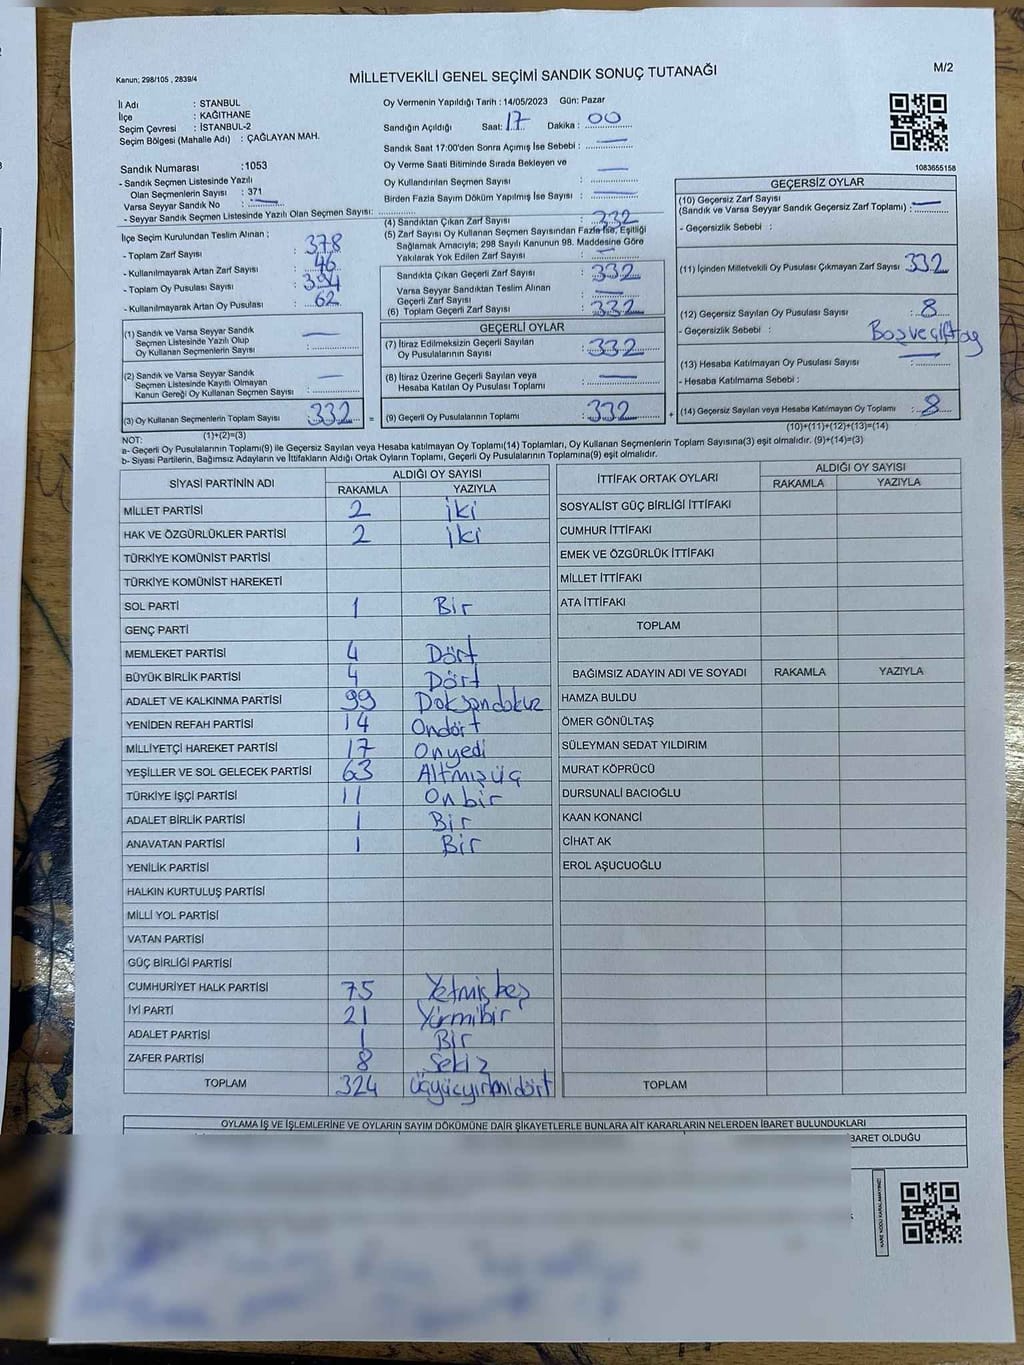 Kanun; 298/105 , 2839/4
MİLLETVEKİLİ GENEL SEÇİMİ SANDIK SONUÇ TUTANAĞI
M/2
İl Adı : STANBUL
İlçe : KAĞITHANE
Seçim Çevresi : İSTANBUL-2
Seçim Bölgesi (Mahalle Adı) : ÇAĞLAYAN MAH.
Oy Vermenin Yapıldığı Tarih : 14/05/2023 Gün: Pazar
Sandığın Açıldığı Saat: 17 Dakika : 00
Sandık Saat 17:00'den Sonra Açımış İse Sebebi : —
Oy Verme Saati Bitiminde Sırada Bekleyen ve
Oy Kullandırılan Seçmen Sayısı : —
Birden Fazla Sayım Döküm Yapılmış İse Sayısı : —
1083655158
Sandık Numarası :1053
- Sandık Seçmen Listesinde Yazılı
Olan Seçmenlerin Sayısı : 371
Varsa Seyyar Sandık No : —
- Seyyar Sandık Seçmen Listesinde Yazılı Olan Seçmen Sayısı:
İlçe Seçim Kurulundan Teslim Alınan ;
- Toplam Zarf Sayısı : 378
- Kullanılmayarak Artan Zarf Sayısı : 46
- Toplam Oy Pusulası Sayısı :
- Kullanılmayarak Artan Oy Pusulası : 62
(4) Sandıktan Çıkan Zarf Sayısı : 332
(5) Zarf Sayısı Oy Kullanan Seçmen Sayısından Fazla İse, Eşitliği
Sağlamak Amacıyla; 298 Sayılı Kanunun 98. Maddesine Göre
Yakılarak Yok Edilen Zarf Sayısı : —
Sandıkta Çıkan Geçerli Zarf Sayısı : 332
Varsa Seyyar Sandıktan Teslim Alınan
Geçerli Zarf Sayısı : —
(6) Toplam Geçerli Zarf Sayısı : 332
GEÇERSİZ OYLAR
(10) Geçersiz Zarf Sayısı
(Sandık ve Varsa Seyyar Sandık Geçersiz Zarf Toplamı) : —
- Geçersizlik Sebebi :
(11) İçinden Milletvekili Oy Pusulası Çıkmayan Zarf Sayısı : 332
(12) Geçersiz Sayılan Oy Pusulası Sayısı : 8
- Geçersizlik Sebebi : Boş ve çift oy
(13) Hesaba Katılmayan Oy Pusulası Sayısı : —
- Hesaba Katılmama Sebebi :
(14) Geçersiz Sayılan veya Hesaba Katılmayan Oy Toplamı : 8
(10)+(11)+(12)+(13)=(14)
(1) Sandık ve Varsa Seyyar Sandık
Seçmen Listesinde Yazılı Olup
Oy Kullanan Seçmenlerin Sayısı : —
(2) Sandık ve Varsa Seyyar Sandık
Seçmen Listesinde Kayıtlı Olmayan
Kanun Gereği Oy Kullanan Seçmen Sayısı : —
(3) Oy Kullanan Seçmenlerin Toplam Sayısı : 332 =
(1)+(2)=(3)
GEÇERLİ OYLAR
(7) İtiraz Edilmeksizin Geçerli Sayılan
Oy Pusulalarının Sayısı : 332
(8) İtiraz Üzerine Geçerli Sayılan veya
Hesaba Katılan Oy Pusulası Toplamı : —
(9) Geçerli Oy Pusulalarının Toplamı : 332 +
NOT:
a- Geçerli Oy Pusulalarının Toplamı(9) ile Geçersiz Sayılan veya Hesaba katılmayan Oy Toplamı(14) Toplamları, Oy Kullanan Seçmenlerin Toplam Sayısına(3) eşit olmalıdır. (9)+(14)=(3)
b- Siyasi Partilerin, Bağımsız Adayların ve İttifakların Aldığı Ortak Oyların Toplamı, Geçerli Oy Pusulalarının Toplamına(9) eşit olmalıdır.
SİYASİ PARTİNİN ADI ALDIĞI OY SAYISI
RAKAMLA YAZIYLA
MİLLET PARTİSİ 2 iki
HAK VE ÖZGÜRLÜKLER PARTİSİ 2 iki
TÜRKİYE KOMÜNİST PARTİSİ
TÜRKİYE KOMÜNİST HAREKETİ
SOL PARTİ 1 Bir
GENÇ PARTİ
MEMLEKET PARTİSİ 4 Dört
BÜYÜK BİRLİK PARTİSİ 4 Dört
ADALET VE KALKINMA PARTİSİ 99 Doksandokuz
YENİDEN REFAH PARTİSİ 14 Ondört
MİLLİYETÇİ HAREKET PARTİSİ 17 Onyedi
YEŞİLLER VE SOL GELECEK PARTİSİ 63 Altmışüç
TÜRKİYE İŞÇİ PARTİSİ 11 Onbir
ADALET BİRLİK PARTİSİ 1 Bir
ANAVATAN PARTİSİ 1 Bir
YENİLİK PARTİSİ
HALKIN KURTULUŞ PARTİSİ
MİLLİ YOL PARTİSİ
VATAN PARTİSİ
GÜÇ BİRLİĞİ PARTİSİ
CUMHURİYET HALK PARTİSİ 75 Yetmişbeş
İYİ PARTİ 21 Yirmibir
ADALET PARTİSİ 1 Bir
ZAFER PARTİSİ 8 Sekiz
TOPLAM 324 Üçyüzyirmidört
İTTİFAK ORTAK OYLARI ALDIĞI OY SAYISI
RAKAMLA YAZIYLA
SOSYALİST GÜÇ BİRLİĞİ İTTİFAKI
CUMHUR İTTİFAKI
EMEK VE ÖZGÜRLÜK İTTİFAKI
MİLLET İTTİFAKI
ATA İTTİFAKI
TOPLAM
BAĞIMSIZ ADAYIN ADI VE SOYADI RAKAMLA YAZIYLA
HAMZA BULDU
ÖMER GÖNÜLTAŞ
SÜLEYMAN SEDAT YILDIRIM
MURAT KÖPRÜCÜ
DURSUNALİ BACIOĞLU
KAAN KONANCİ
CİHAT AK
EROL AŞUCUOĞLU
TOPLAM
OYLAMA İŞ VE İŞLEMLERİNE VE OYLARIN SAYIM DÖKÜMÜNE DAİR ŞİKAYETLERLE BUNLARA AİT KARARLARIN NELERDEN İBARET BULUNDUKLARI
İBARET OLDUĞU
KARE KODU KARALAMAYINIZ!